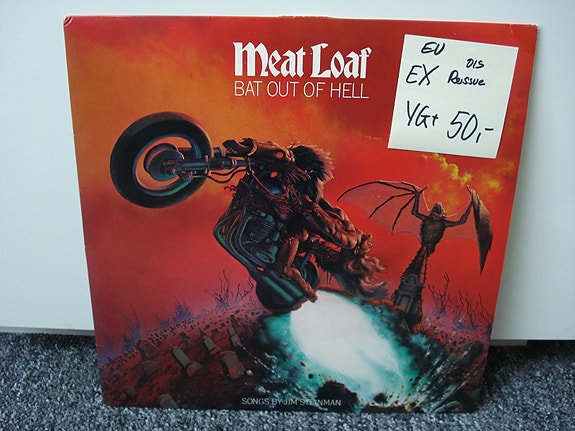 Meat Loaf
BAT OUT OF HELL
EU DIS
EX Reissue
VG+ 50,-
SONGS BY JIM STEINMAN